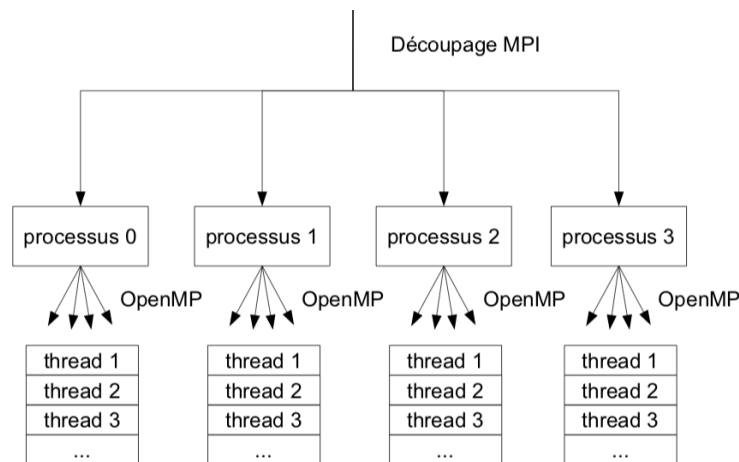 Découpage MPI
processus 0
processus 1
processus 2
processus 3
OpenMP
OpenMP
OpenMP
OpenMP
thread 1
thread 2
thread 3
...
thread 1
thread 2
thread 3
...
thread 1
thread 2
thread 3
...
thread 1
thread 2
thread 3
...